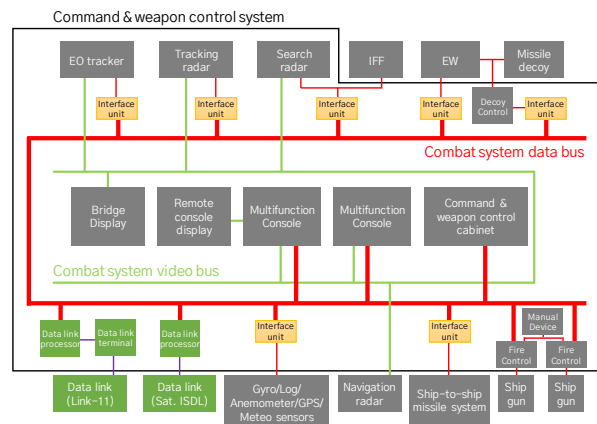 Command & weapon control system
EO tracker
Tracking
radar
Search
radar
IFF
EW
Missile
decoy
Interface
unit
Interface
unit
Interface
unit
Interface
unit
Decoy
Control
Interface
unit
Combat system data bus
Bridge
Display
Remote
console
display
Multifunction
Console
Multifunction
Console
Command &
weapon control
cabinet
Combat system video bus
Data link
processor
Data link
terminal
Data link
processor
Interface
unit
Interface
unit
Manual
Device
Fire
Control
Fire
Control
Data link
(Link-11)
Data link
(Sat. ISDL)
Gyro/Log/
Anemometer/GPS/
Meteo sensors
Navigation
radar
Ship-to-ship
missile system
Ship
gun
Ship
gun